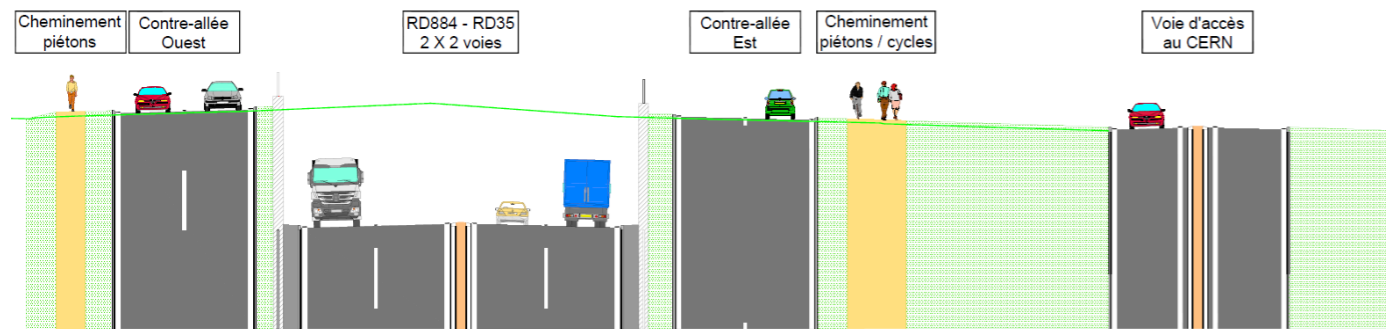 Cheminement
piétons
Contre-allée
Ouest
RD884 - RD35
2 X 2 voies
Contre-allée
Est
Cheminement
piétons / cycles
Voie d'accès
au CERN